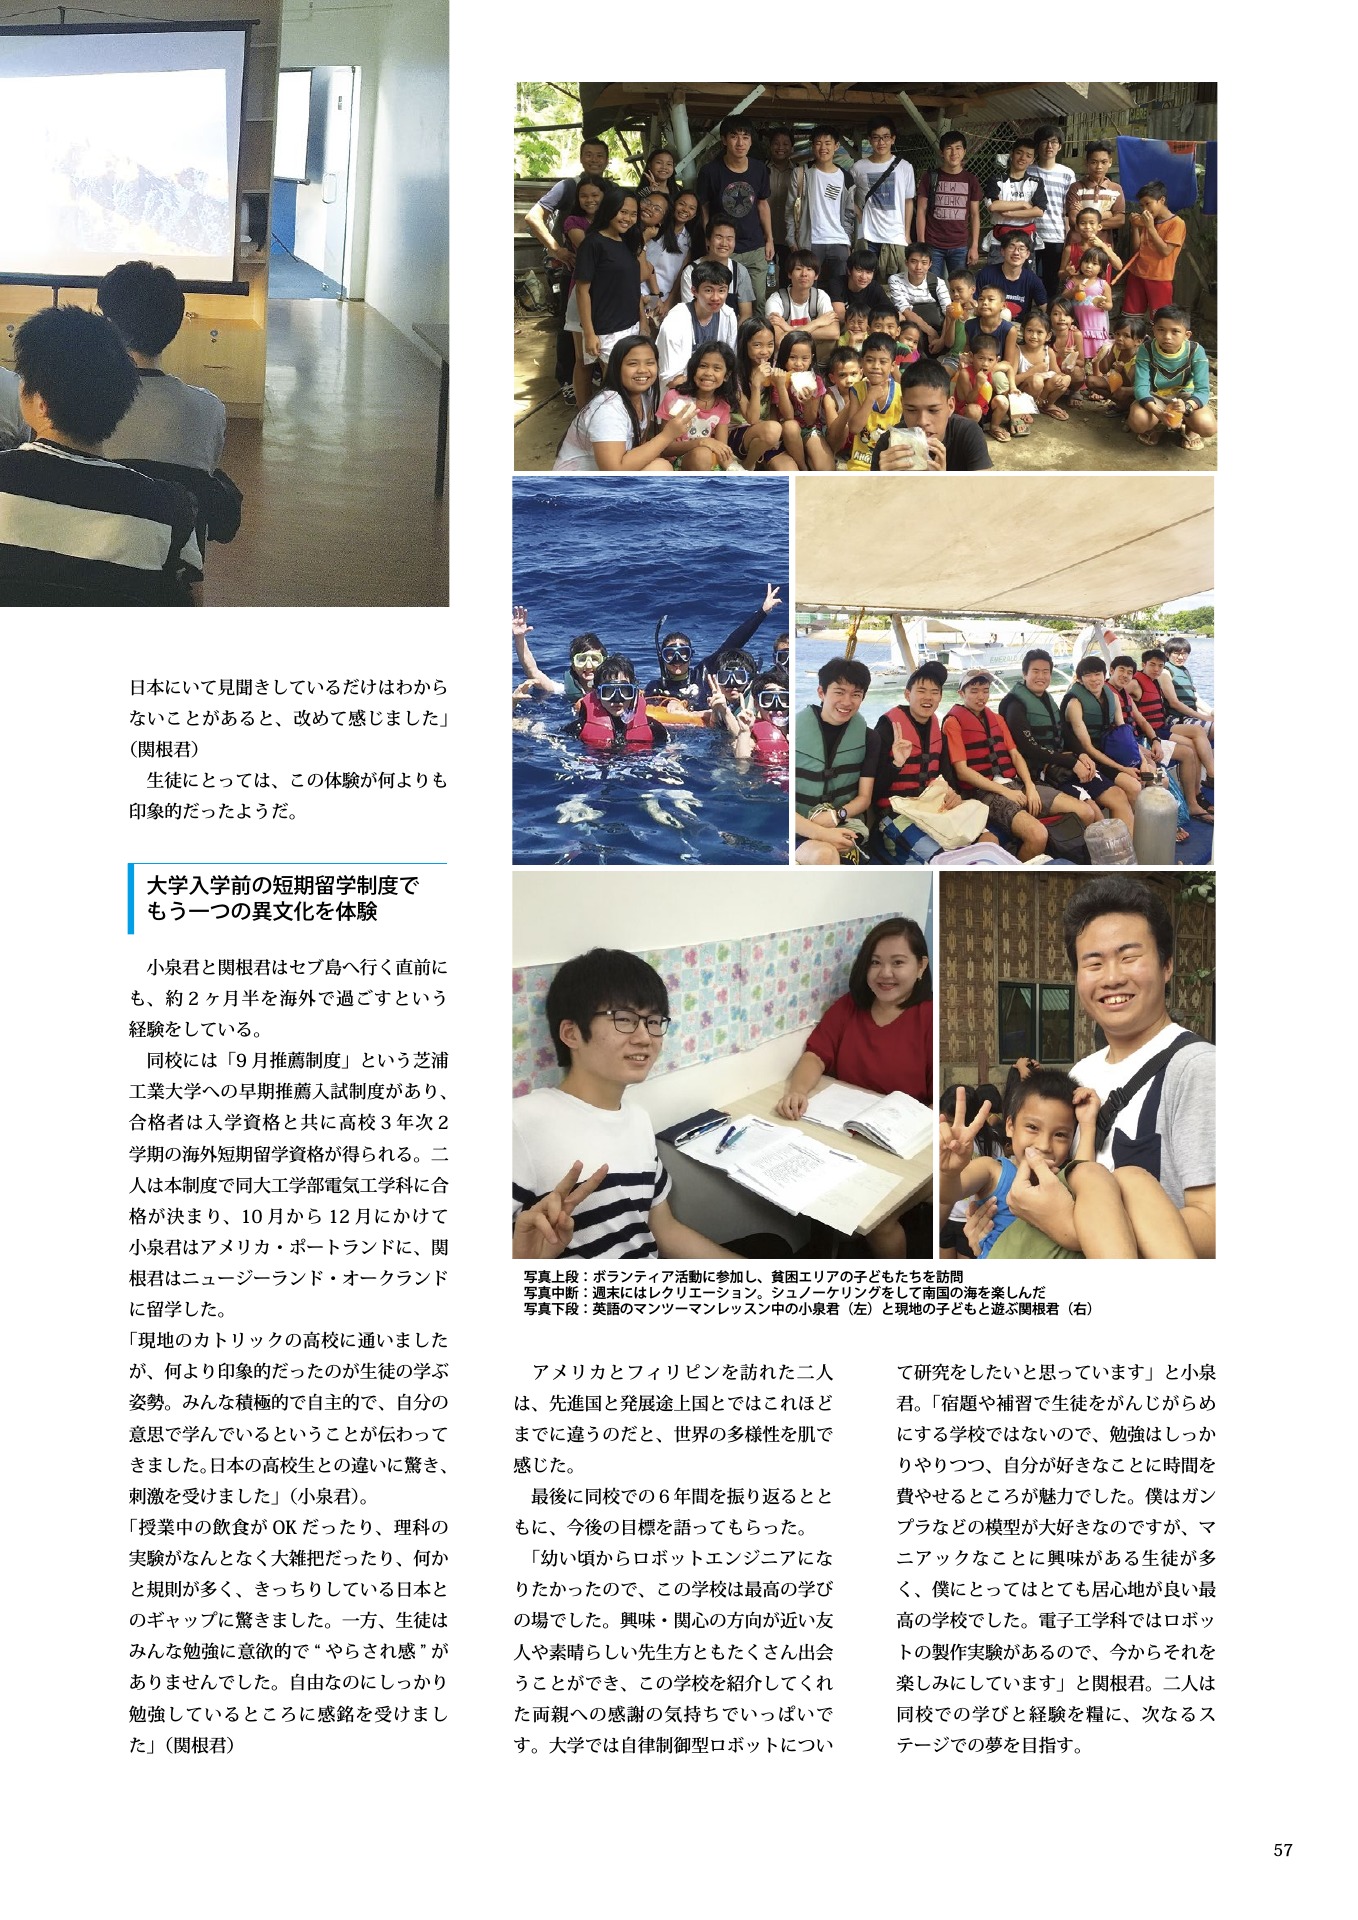 日本にいて見聞きしているだけはわから
ないことがあると、改めて感じました」
（関根君）
　生徒にとっては、この体験が何よりも
印象的だったようだ。
大学入学前の短期留学制度で
もう一つの異文化を体験
　小泉君と関根君はセブ島へ行く直前に
も、約２ヶ月半を海外で過ごすという
経験をしている。
　同校には「9 月推薦制度」という芝浦
工業大学への早期推薦入試制度があり、
合格者は入学資格と共に高校３年次２
学期の海外短期留学資格が得られる。二
人は本制度で同大工学部電気工学科に合
格が決まり、10 月から 12 月にかけて
小泉君はアメリカ・ポートランドに、関
根君はニュージーランド・オークランド
に留学した。
「現地のカトリックの高校に通いました
が、何より印象的だったのが生徒の学ぶ
姿勢。みんな積極的で自主的で、自分の
意思で学んでいるということが伝わって
きました。日本の高校生との違いに驚き、
刺激を受けました」（小泉君）。
「授業中の飲食が OK だったり、理科の
実験がなんとなく大雑把だったり、何か
と規則が多く、きっちりしている日本と
のギャップに驚きました。一方、生徒は
みんな勉強に意欲的で “ やらされ感 ” が
ありませんでした。自由なのにしっかり
勉強しているところに感銘を受けまし
た」（関根君）
NEW
YORK
CITY
EMERALD
写真上段：ボランティア活動に参加し、貧困エリアの子どもたちを訪問
写真中断：週末にはレクリエーション。シュノーケリングをして南国の海を楽しんだ
写真下段：英語のマンツーマンレッスン中の小泉君（左）と現地の子どもと遊ぶ関根君（右）
　アメリカとフィリピンを訪れた二人
は、先進国と発展途上国とではこれほど
までに違うのだと、世界の多様性を肌で
感じた。
　最後に同校での６年間を振り返るとと
もに、今後の目標を語ってもらった。
　「幼い頃からロボットエンジニアにな
りたかったので、この学校は最高の学び
の場でした。興味・関心の方向が近い友
人や素晴らしい先生方ともたくさん出会
うことができ、この学校を紹介してくれ
た両親への感謝の気持ちでいっぱいで
す。大学では自律制御型ロボットについ
て研究をしたいと思っています」と小泉
君。「宿題や補習で生徒をがんじがらめ
にする学校ではないので、勉強はしっか
りやりつつ、自分が好きなことに時間を
費やせるところが魅力でした。僕はガン
プラなどの模型が大好きなのですが、マ
ニアックなことに興味がある生徒が多
く、僕にとってはとても居心地が良い最
高の学校でした。電子工学科ではロボッ
トの製作実験があるので、今からそれを
楽しみにしています」と関根君。二人は
同校での学びと経験を糧に、次なるス
テージでの夢を目指す。
57